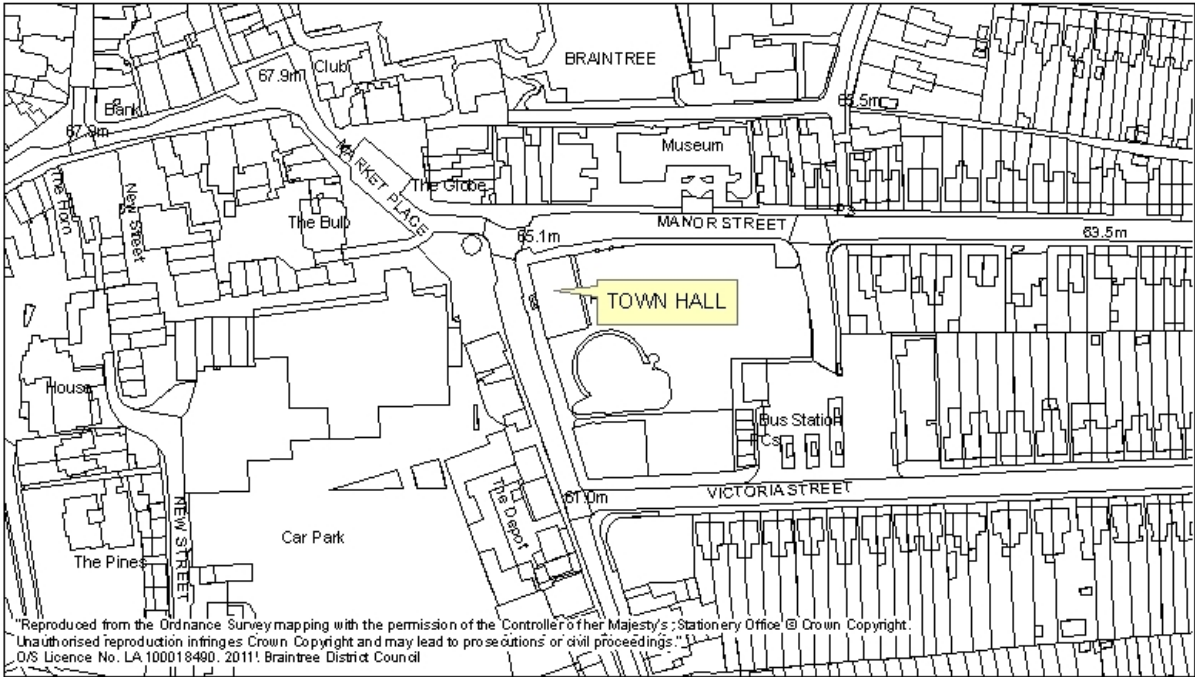 BRAINTREE
67.9m
Club
Bank
65.5m
67.9m
Museum
MARKET PLACE
The Globe
The Horn
New Street
The Bull
MANOR STREET
PS
65.1m
63.5m
TOWN HALL
House
Bus Station
Cs
The Depot
61.0m
VICTORIA STREET
NEW STREET
Car Park
The Pines
"Reproduced from the Ordnance Survey mapping with the permission of the Controller of her Majesty's ; Stationery Office © Crown Copyright.
Unauthorised reproduction infringes Crown Copyright and may lead to prosecutions or civil proceedings."
O/S Licence No. LA 100018490. 2011'. Braintree District Council